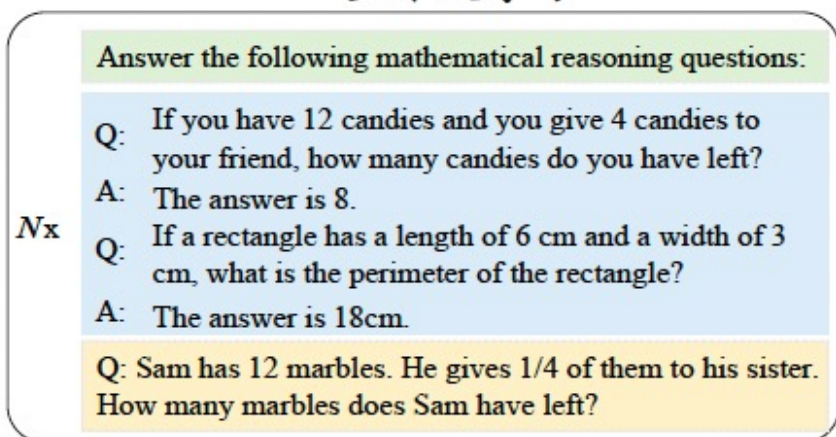 Answer the following mathematical reasoning questions:
Q: If you have 12 candies and you give 4 candies to
your friend, how many candies do you have left?
A: The answer is 8.
Nx
Q: If a rectangle has a length of 6 cm and a width of 3
cm, what is the perimeter of the rectangle?
A: The answer is 18cm.
Q: Sam has 12 marbles. He gives 1/4 of them to his sister.
How many marbles does Sam have left?